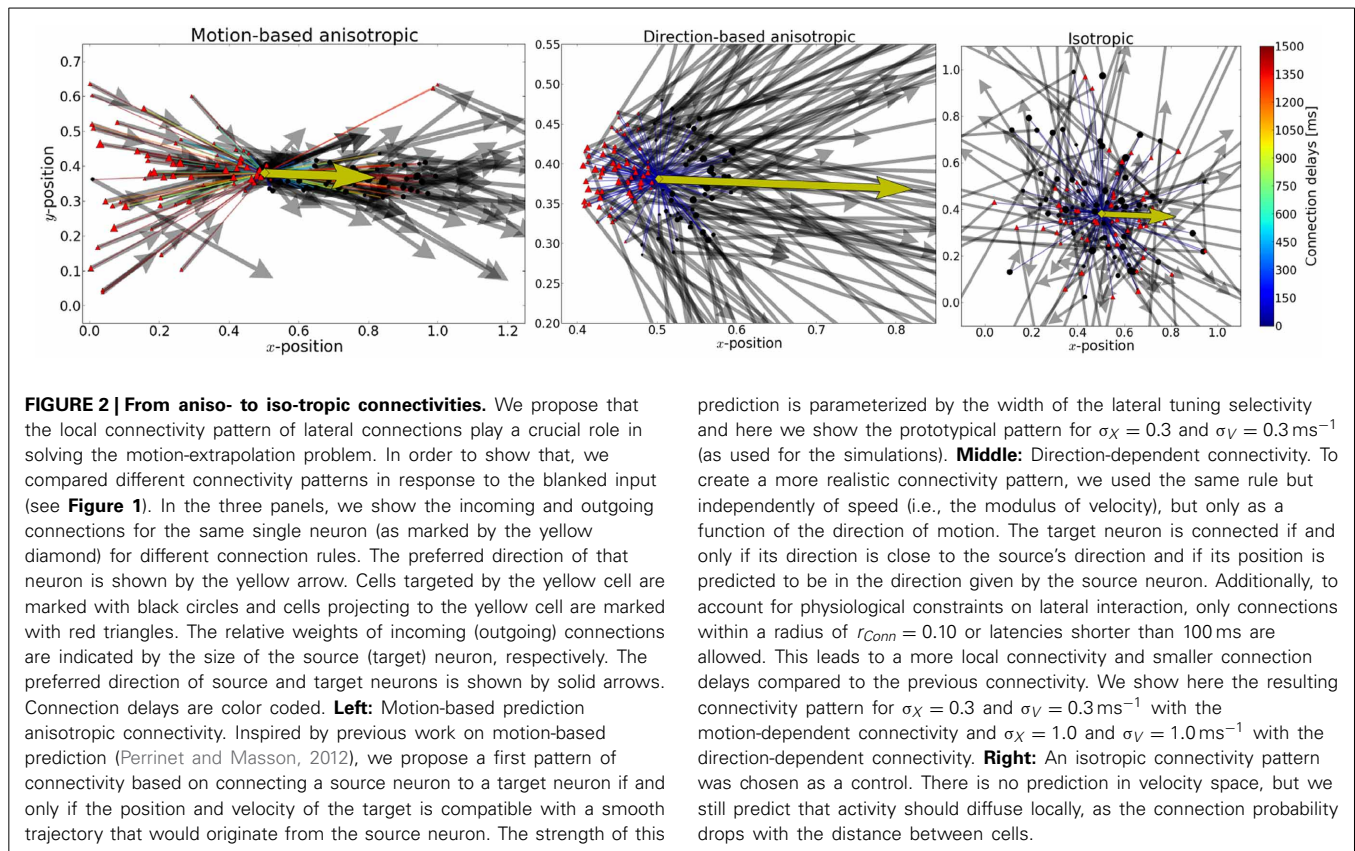 Motion-based anisotropic
0.7
0.6
0.5
0.4
0.3
0.2
0.1
0.0
y-position
0.0
0.2
0.4
0.6
0.8
1.0
1.2
x-position
Direction-based anisotropic
0.55
0.50
0.45
0.40
0.35
0.30
0.25
0.20
0.4
0.5
0.6
0.7
0.8
x-position
Isotropic
1.0
0.8
0.6
0.4
0.2
0.0
0.0
0.2
0.4
0.6
0.8
1.0
x-position
1500
1350
1200
1050
900
750
600
450
300
150
0
Connection delays [ms]
FIGURE 2 | From aniso- to iso-tropic connectivities. We propose that
the local connectivity pattern of lateral connections play a crucial role in
solving the motion-extrapolation problem. In order to show that, we
compared different connectivity patterns in response to the blanked input
(see Figure 1). In the three panels, we show the incoming and outgoing
connections for the same single neuron (as marked by the yellow
diamond) for different connection rules. The preferred direction of that
neuron is shown by the yellow arrow. Cells targeted by the yellow cell are
marked with black circles and cells projecting to the yellow cell are marked
with red triangles. The relative weights of incoming (outgoing) connections
are indicated by the size of the source (target) neuron, respectively. The
preferred direction of source and target neurons is shown by solid arrows.
Connection delays are color coded. Left: Motion-based prediction
anisotropic connectivity. Inspired by previous work on motion-based
prediction (Perrinet and Masson, 2012), we propose a first pattern of
connectivity based on connecting a source neuron to a target neuron if and
only if the position and velocity of the target is compatible with a smooth
trajectory that would originate from the source neuron. The strength of this
prediction is parameterized by the width of the lateral tuning selectivity
and here we show the prototypical pattern for σX = 0.3 and σV = 0.3 ms⁻¹
(as used for the simulations). Middle: Direction-dependent connectivity. To
create a more realistic connectivity pattern, we used the same rule but
independently of speed (i.e., the modulus of velocity), but only as a
function of the direction of motion. The target neuron is connected if and
only if its direction is close to the source's direction and if its position is
predicted to be in the direction given by the source neuron. Additionally, to
account for physiological constraints on lateral interaction, only connections
within a radius of rConn = 0.10 or latencies shorter than 100 ms are
allowed. This leads to a more local connectivity and smaller connection
delays compared to the previous connectivity. We show here the resulting
connectivity pattern for σX = 0.3 and σV = 0.3 ms⁻¹ with the
motion-dependent connectivity and σX = 1.0 and σV = 1.0 ms⁻¹ with the
direction-dependent connectivity. Right: An isotropic connectivity pattern
was chosen as a control. There is no prediction in velocity space, but we
still predict that activity should diffuse locally, as the connection probability
drops with the distance between cells.